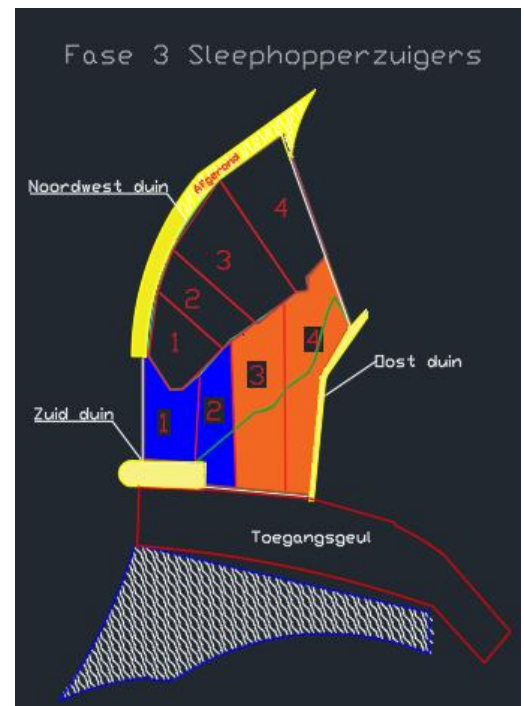 Fase 3 Sleephopperzuigers
Afgerond
Noordwest duin
4
3
2
1
4
Oost duin
3
2
1
Zuid duin
Toegangsgeul